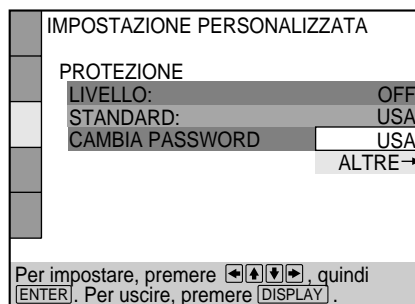 IMPOSTAZIONE PERSONALIZZATA
PROTEZIONE
LIVELLO: OFF
STANDARD: USA
CAMBIA PASSWORD USA
ALTRE→
Per impostare, premere ←↑↓→, quindi
ENTER. Per uscire, premere DISPLAY.